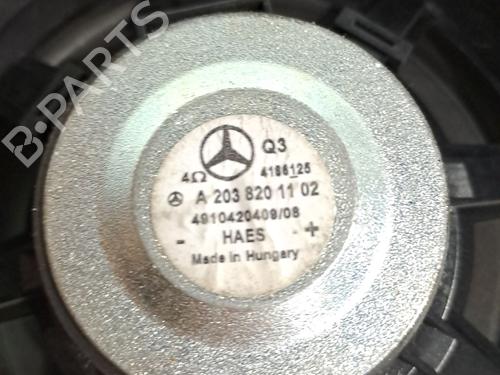 B-PARTS
Q3
4Ω 4186125
A 203 820 11 02
4910420409/08
- HAES +
Made in Hungary